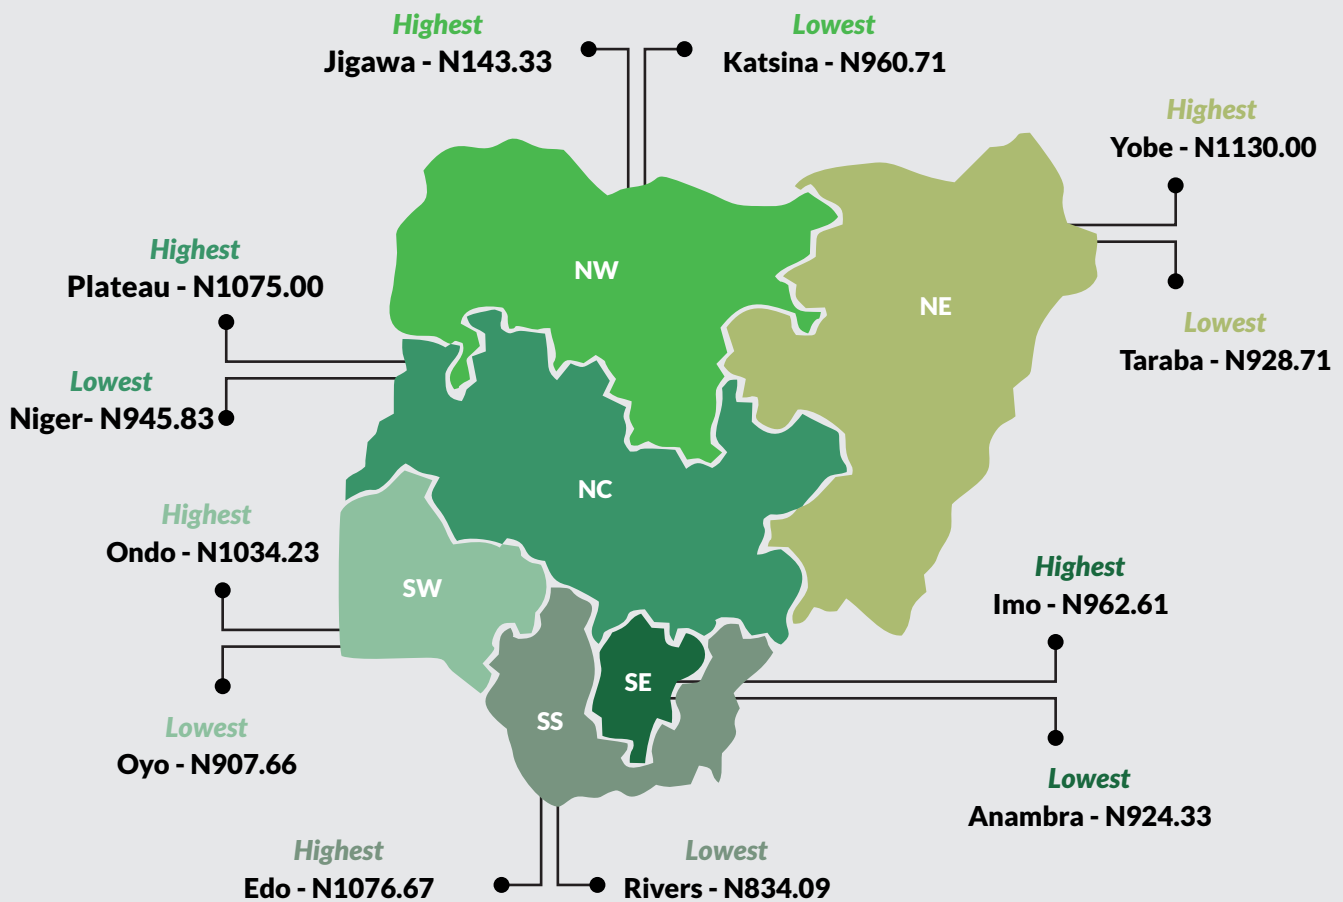 Highest
Jigawa - N143.33
Lowest
Katsina - N960.71
Highest
Yobe - N1130.00
Lowest
Taraba - N928.71
Highest
Plateau - N1075.00
Lowest
Niger- N945.83
NW
NE
NC
Highest
Ondo - N1034.23
Lowest
Oyo - N907.66
SW
SS
SE
Highest
Imo - N962.61
Lowest
Anambra - N924.33
Highest
Edo - N1076.67
Lowest
Rivers - N834.09